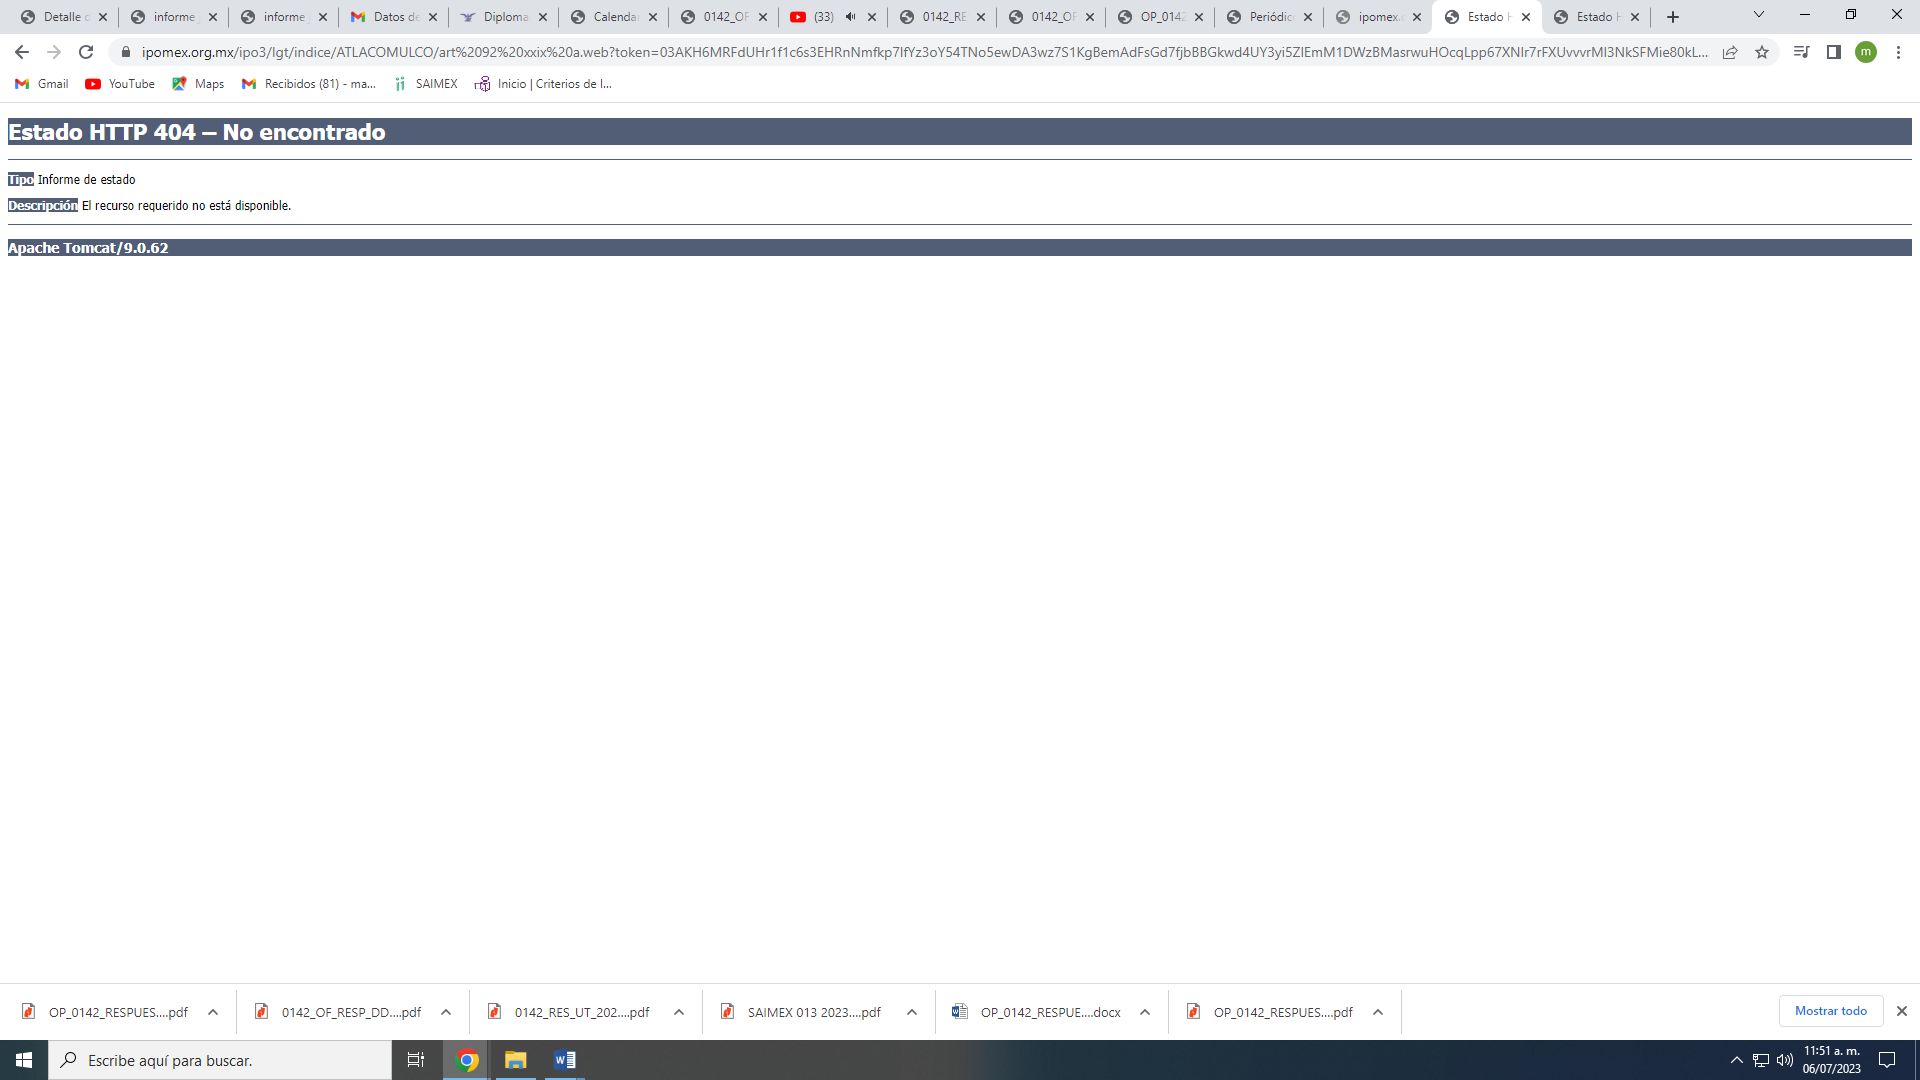 Detalle d
informe J
informe J
Datos de
Diploma
Calendar
0142_OF
(33)
0142_RE
0142_OF
OP_0142
Periódico
ipomex.o
Estado H
Estado H
ipomex.org.mx/ipo3/lgt/indice/ATLACOMULCO/art%2092%20xxix%20a.web?token=03AKH6MRFdUHr1f1c6s3EHRnNmfkp7IfYz3oY54TNo5ewDA3wz7S1KgBemAdFsGd7fjbBBGkwd4UY3yi5ZlEmM1DWzBMasrwuHOcqLpp67XNlr7rFXUvvvrMI3NkSFMie80kL...
m
Gmail
YouTube
Maps
Recibidos (81) - ma...
SAIMEX
Inicio | Criterios de I...
Estado HTTP 404 – No encontrado
Tipo Informe de estado
Descripción El recurso requerido no está disponible.
Apache Tomcat/9.0.62
OP_0142_RESPUES....pdf
0142_OF_RESP_DD....pdf
0142_RES_UT_202....pdf
SAIMEX 013 2023....pdf
OP_0142_RESPUE....docx
OP_0142_RESPUES....pdf
Mostrar todo
Escribe aquí para buscar.
11:51 a. m.
06/07/2023